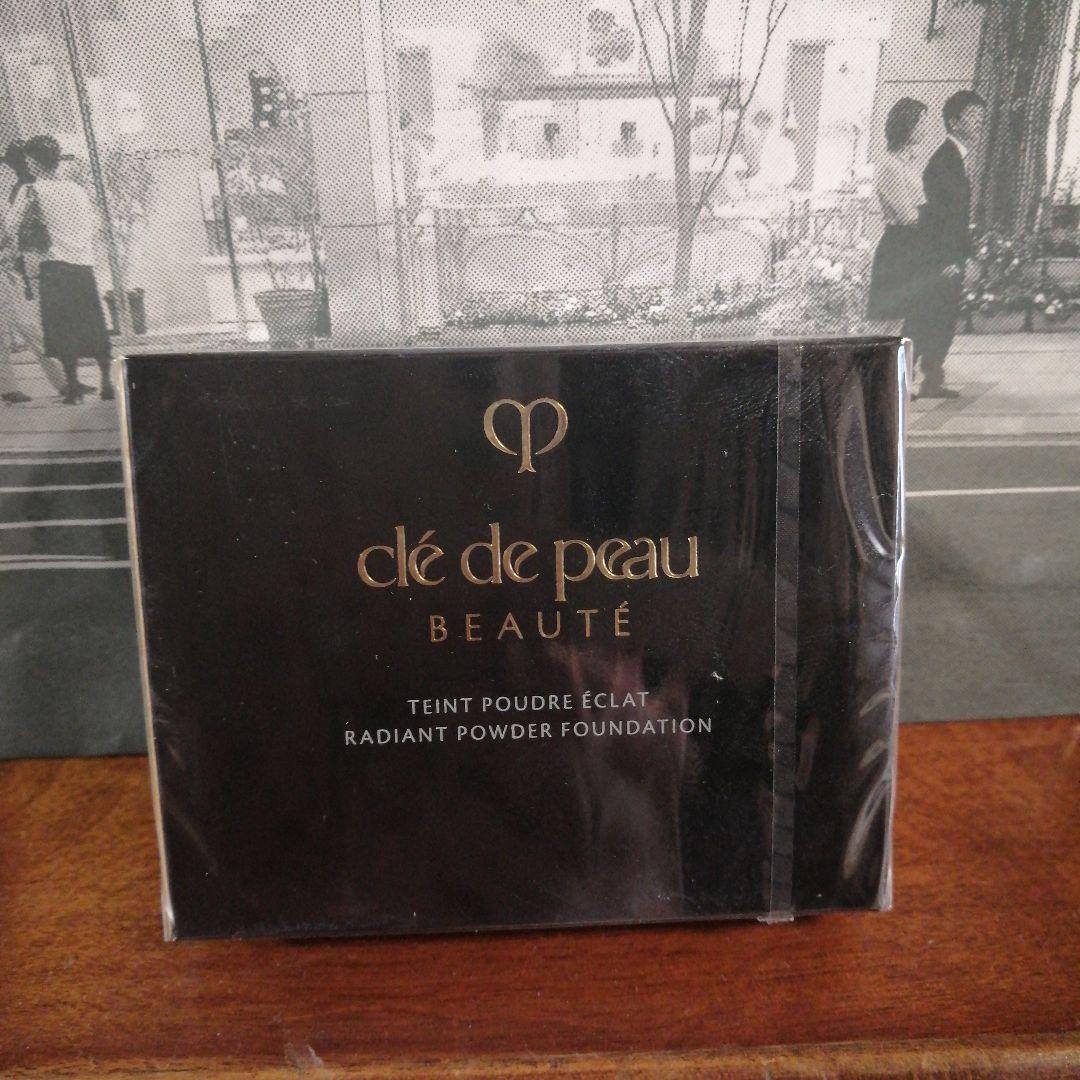 clé de peau
BEAUTÉ
TEINT POUDRE ÉCLAT
RADIANT POWDER FOUNDATION